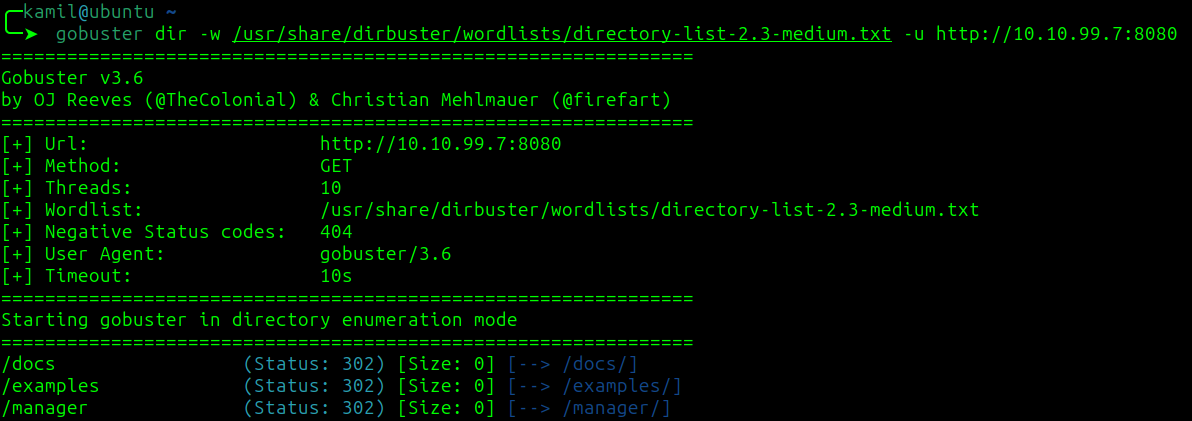 kamil@ubuntu ~
➤ gobuster dir -w /usr/share/dirbuster/wordlists/directory-list-2.3-medium.txt -u http://10.10.99.7:8080
===============================================================
Gobuster v3.6
by OJ Reeves (@TheColonial) & Christian Mehlmauer (@firefart)
===============================================================
[+] Url:                     http://10.10.99.7:8080
[+] Method:                  GET
[+] Threads:                 10
[+] Wordlist:                /usr/share/dirbuster/wordlists/directory-list-2.3-medium.txt
[+] Negative Status codes:   404
[+] User Agent:              gobuster/3.6
[+] Timeout:                 10s
===============================================================
Starting gobuster in directory enumeration mode
===============================================================
/docs                 (Status: 302) [Size: 0] [--> /docs/]
/examples             (Status: 302) [Size: 0] [--> /examples/]
/manager              (Status: 302) [Size: 0] [--> /manager/]